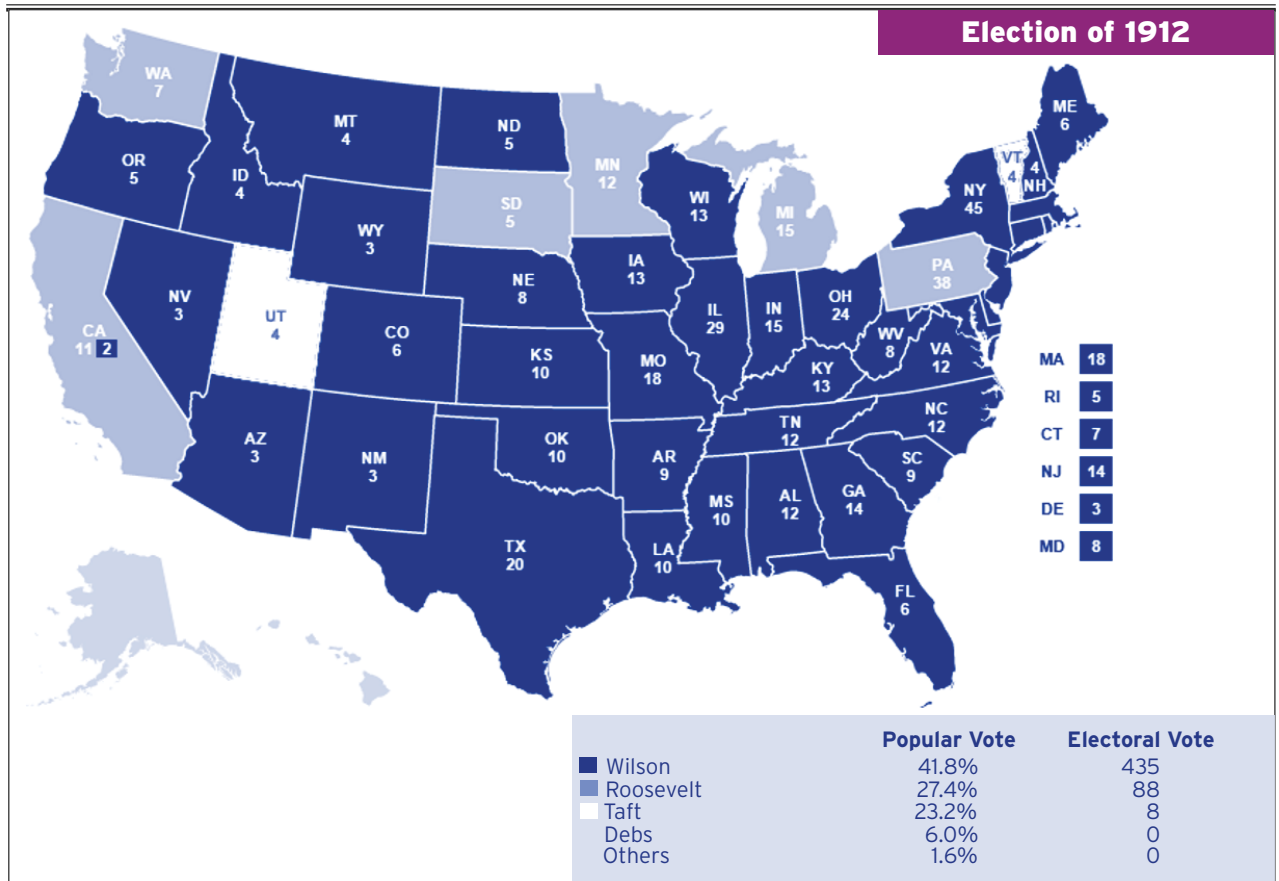 Election of 1912
WA
7
OR
5
CA
11 2
NV
3
ID
4
MT
4
WY
3
UT
4
AZ
3
CO
6
NM
3
ND
5
SD
5
NE
8
KS
10
OK
10
TX
20
MN
12
IA
13
MO
18
AR
9
LA
10
WI
13
IL
29
MI
15
IN
15
OH
24
KY
13
TN
12
MS
10
AL
12
GA
14
FL
6
SC
9
NC
12
VA
12
WV
8
PA
38
NY
45
VT
4
4
NH
ME
6
MA 18
RI 5
CT 7
NJ 14
DE 3
MD 8
Popular Vote Electoral Vote
Wilson 41.8% 435
Roosevelt 27.4% 88
Taft 23.2% 8
Debs 6.0% 0
Others 1.6% 0